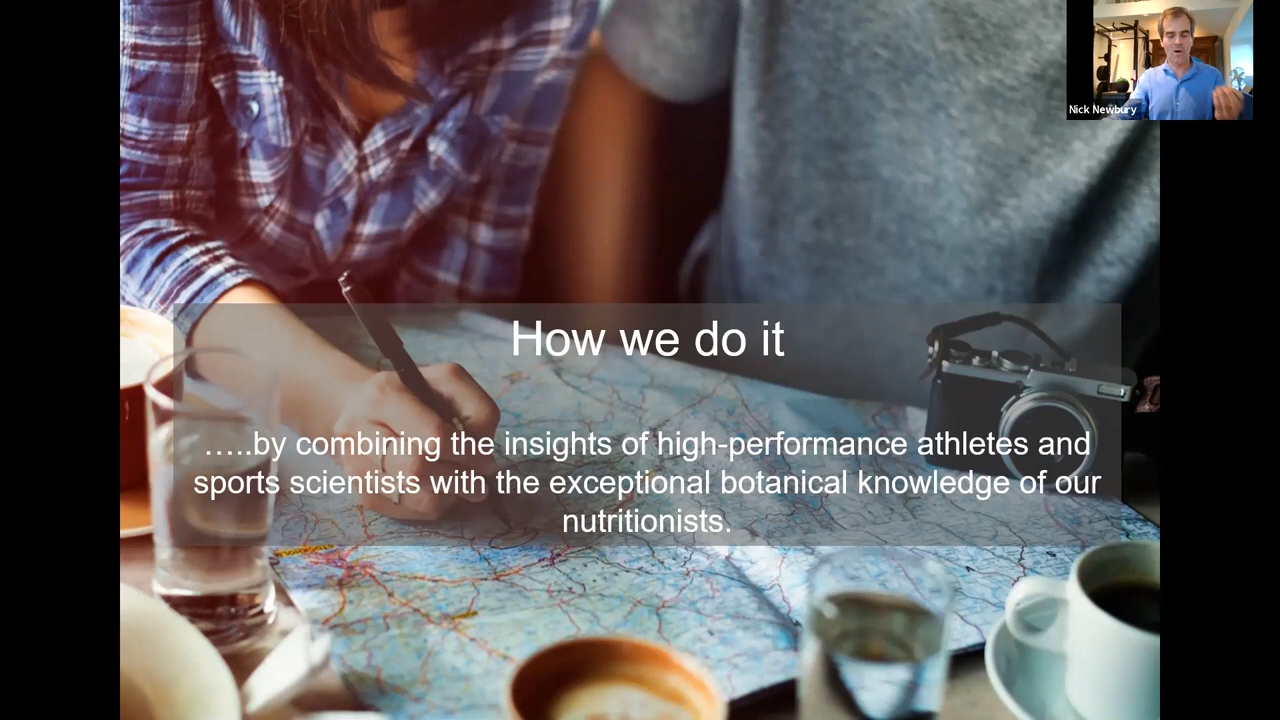 Nick Newbury
How we do it
…..by combining the insights of high-performance athletes and
sports scientists with the exceptional botanical knowledge of our
nutritionists.